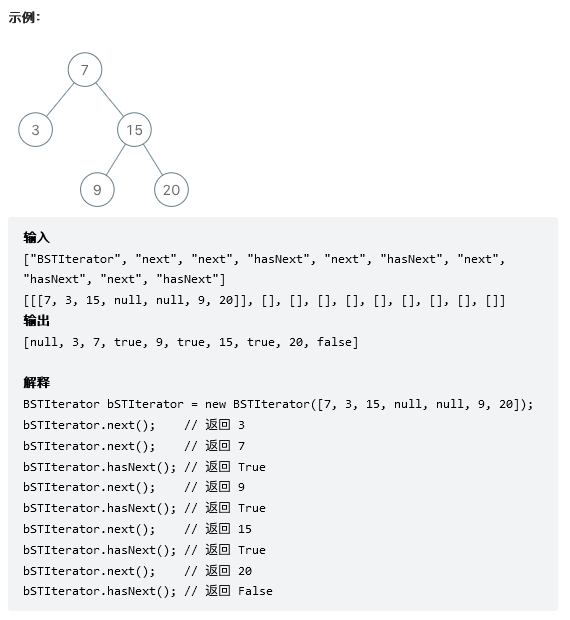 示例：
7
3
15
9
20
输入
["BSTIterator", "next", "next", "hasNext", "next", "hasNext", "next",
"hasNext", "next", "hasNext"]
[[[7, 3, 15, null, null, 9, 20]], [], [], [], [], [], [], [], [], []]
输出
[null, 3, 7, true, 9, true, 15, true, 20, false]
解释
BSTIterator bSTIterator = new BSTIterator([7, 3, 15, null, null, 9, 20]);
bSTIterator.next();    // 返回 3
bSTIterator.next();    // 返回 7
bSTIterator.hasNext(); // 返回 True
bSTIterator.next();    // 返回 9
bSTIterator.hasNext(); // 返回 True
bSTIterator.next();    // 返回 15
bSTIterator.hasNext(); // 返回 True
bSTIterator.next();    // 返回 20
bSTIterator.hasNext(); // 返回 False